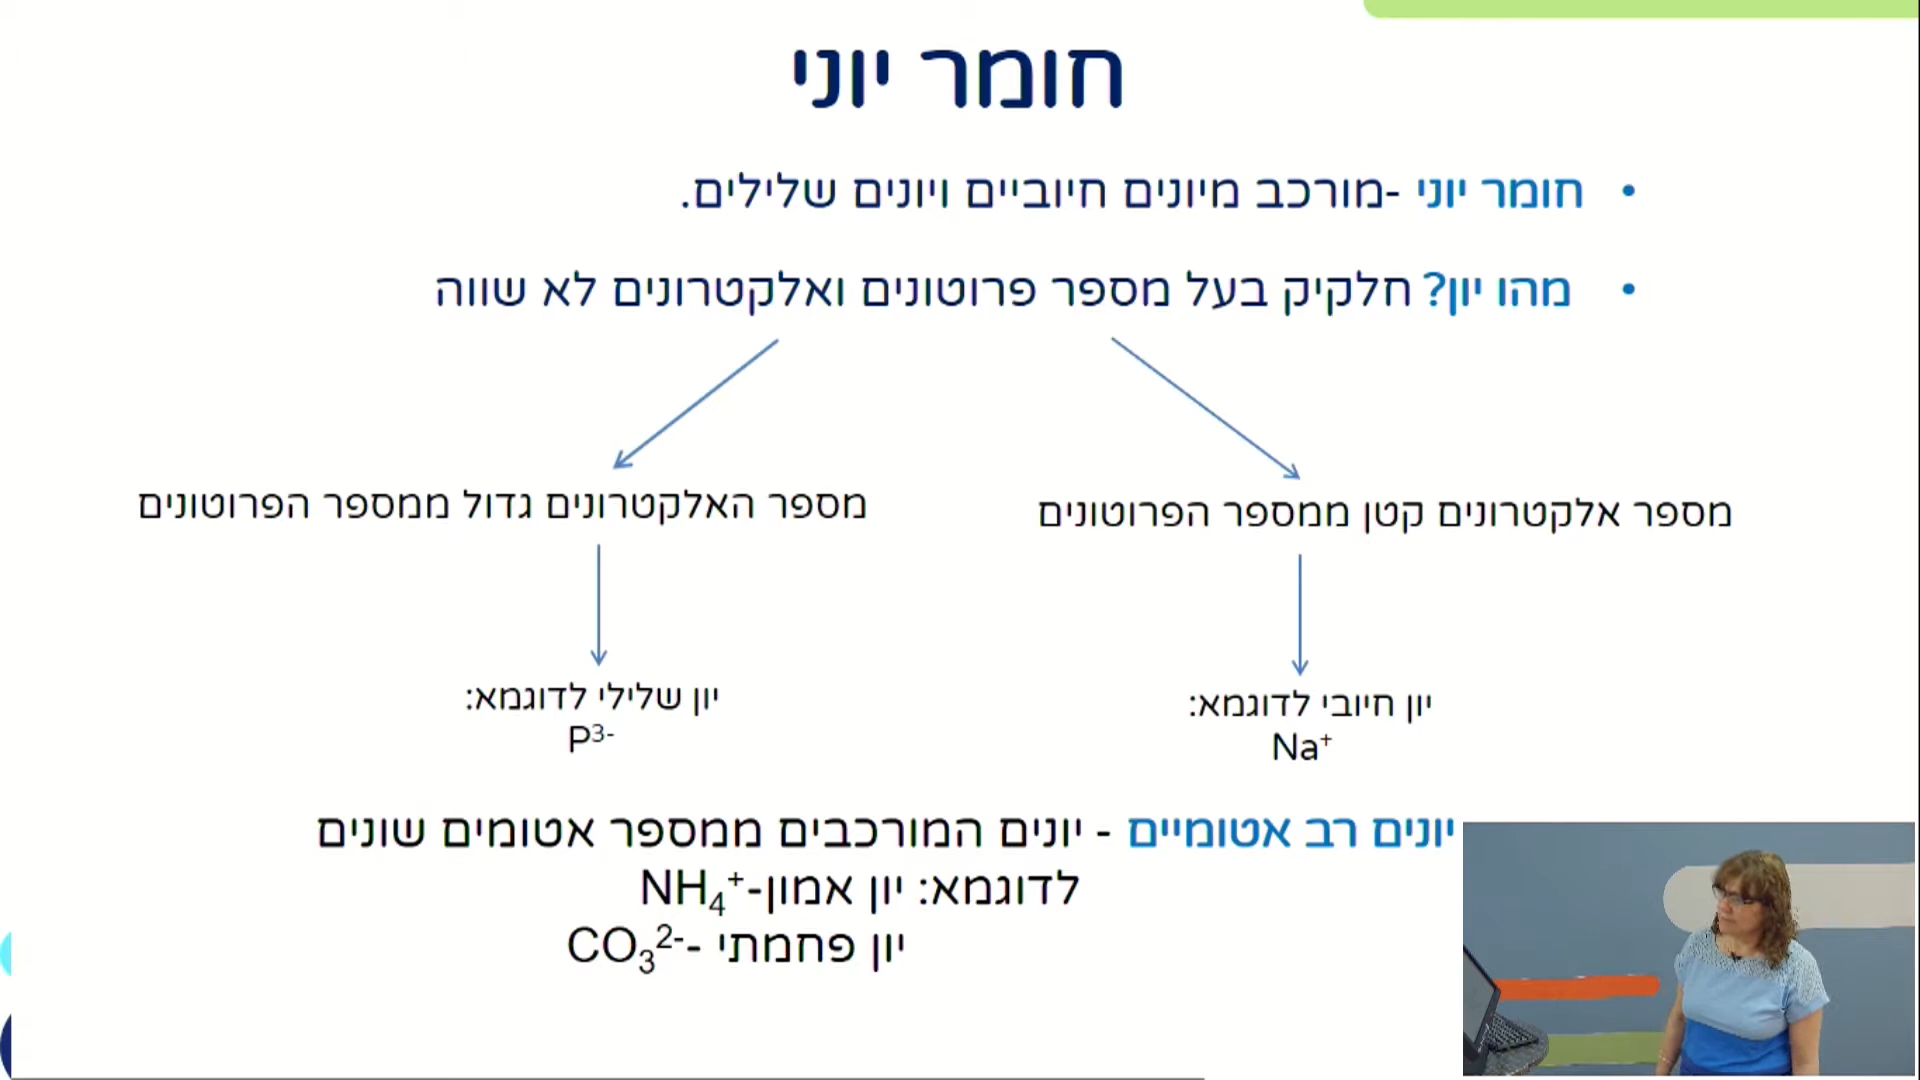 חומר יוני
• חומר יוני -מורכב מיונים חיוביים ויונים שלילים.
• מהו יון? חלקיק בעל מספר פרוטונים ואלקטרונים לא שווה
מספר אלקטרונים קטן ממספר הפרוטונים
מספר האלקטרונים גדול ממספר הפרוטונים
יון חיובי לדוגמא:
Na⁺
יון שלילי לדוגמא:
P³⁻
יונים רב אטומיים - יונים המורכבים ממספר אטומים שונים
לדוגמא: יון אמון-NH₄⁺
יון פחמתי -CO₃²⁻